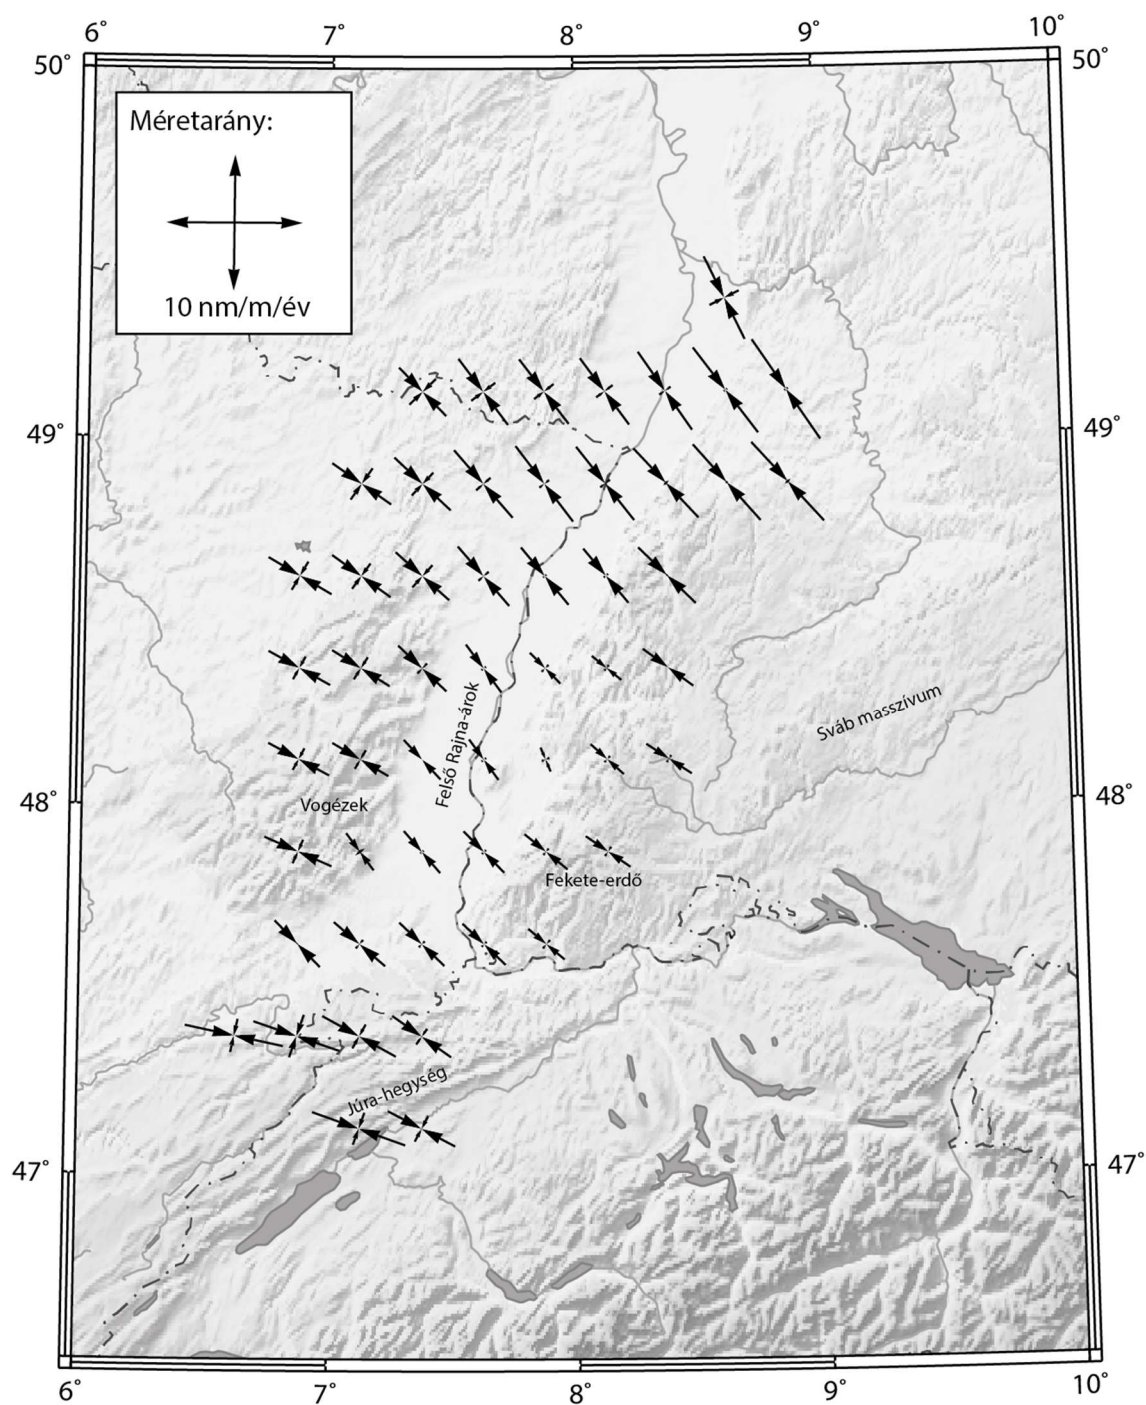 6° 7° 8° 9° 10°
50° 50°
Méretarány:
10 nm/m/év
49° 49°
Felső Rajna-árok
Sváb masszívum
48° 48°
Vogézek
Fekete-erdő
Júra-hegység
47° 47°
6° 7° 8° 9° 10°